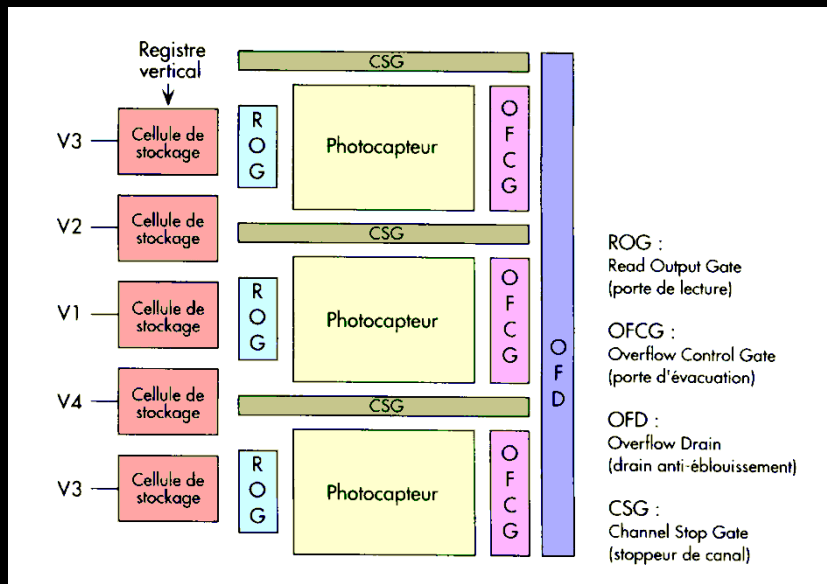 Registre
vertical
CSG
V3
Cellule de
stockage
R
O
G
Photocapteur
O
F
C
G
V2
Cellule de
stockage
CSG
V1
Cellule de
stockage
R
O
G
Photocapteur
O
F
C
G
O
F
D
V4
Cellule de
stockage
CSG
V3
Cellule de
stockage
R
O
G
Photocapteur
O
F
C
G
ROG :
Read Output Gate
(porte de lecture)
OFCG :
Overflow Control Gate
(porte d'évacuation)
OFD :
Overflow Drain
(drain anti-éblouissement)
CSG :
Channel Stop Gate
(stoppeur de canal)